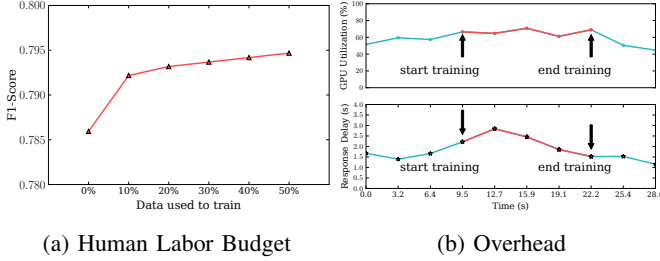 0.800
0.795
0.790
0.785
0.780
F1-Score
0% 10% 20% 30% 40% 50%
Data used to train
(a) Human Labor Budget
GPU Utilization (%)
100
80
60
40
20
0
start training end training
Response Delay (s)
4.0
3.5
3.0
2.5
2.0
1.5
1.0
0.5
0.0
start training end training
0.0 3.2 6.4 9.5 12.7 15.9 19.1 22.2 25.4 28.6
Time (s)
(b) Overhead